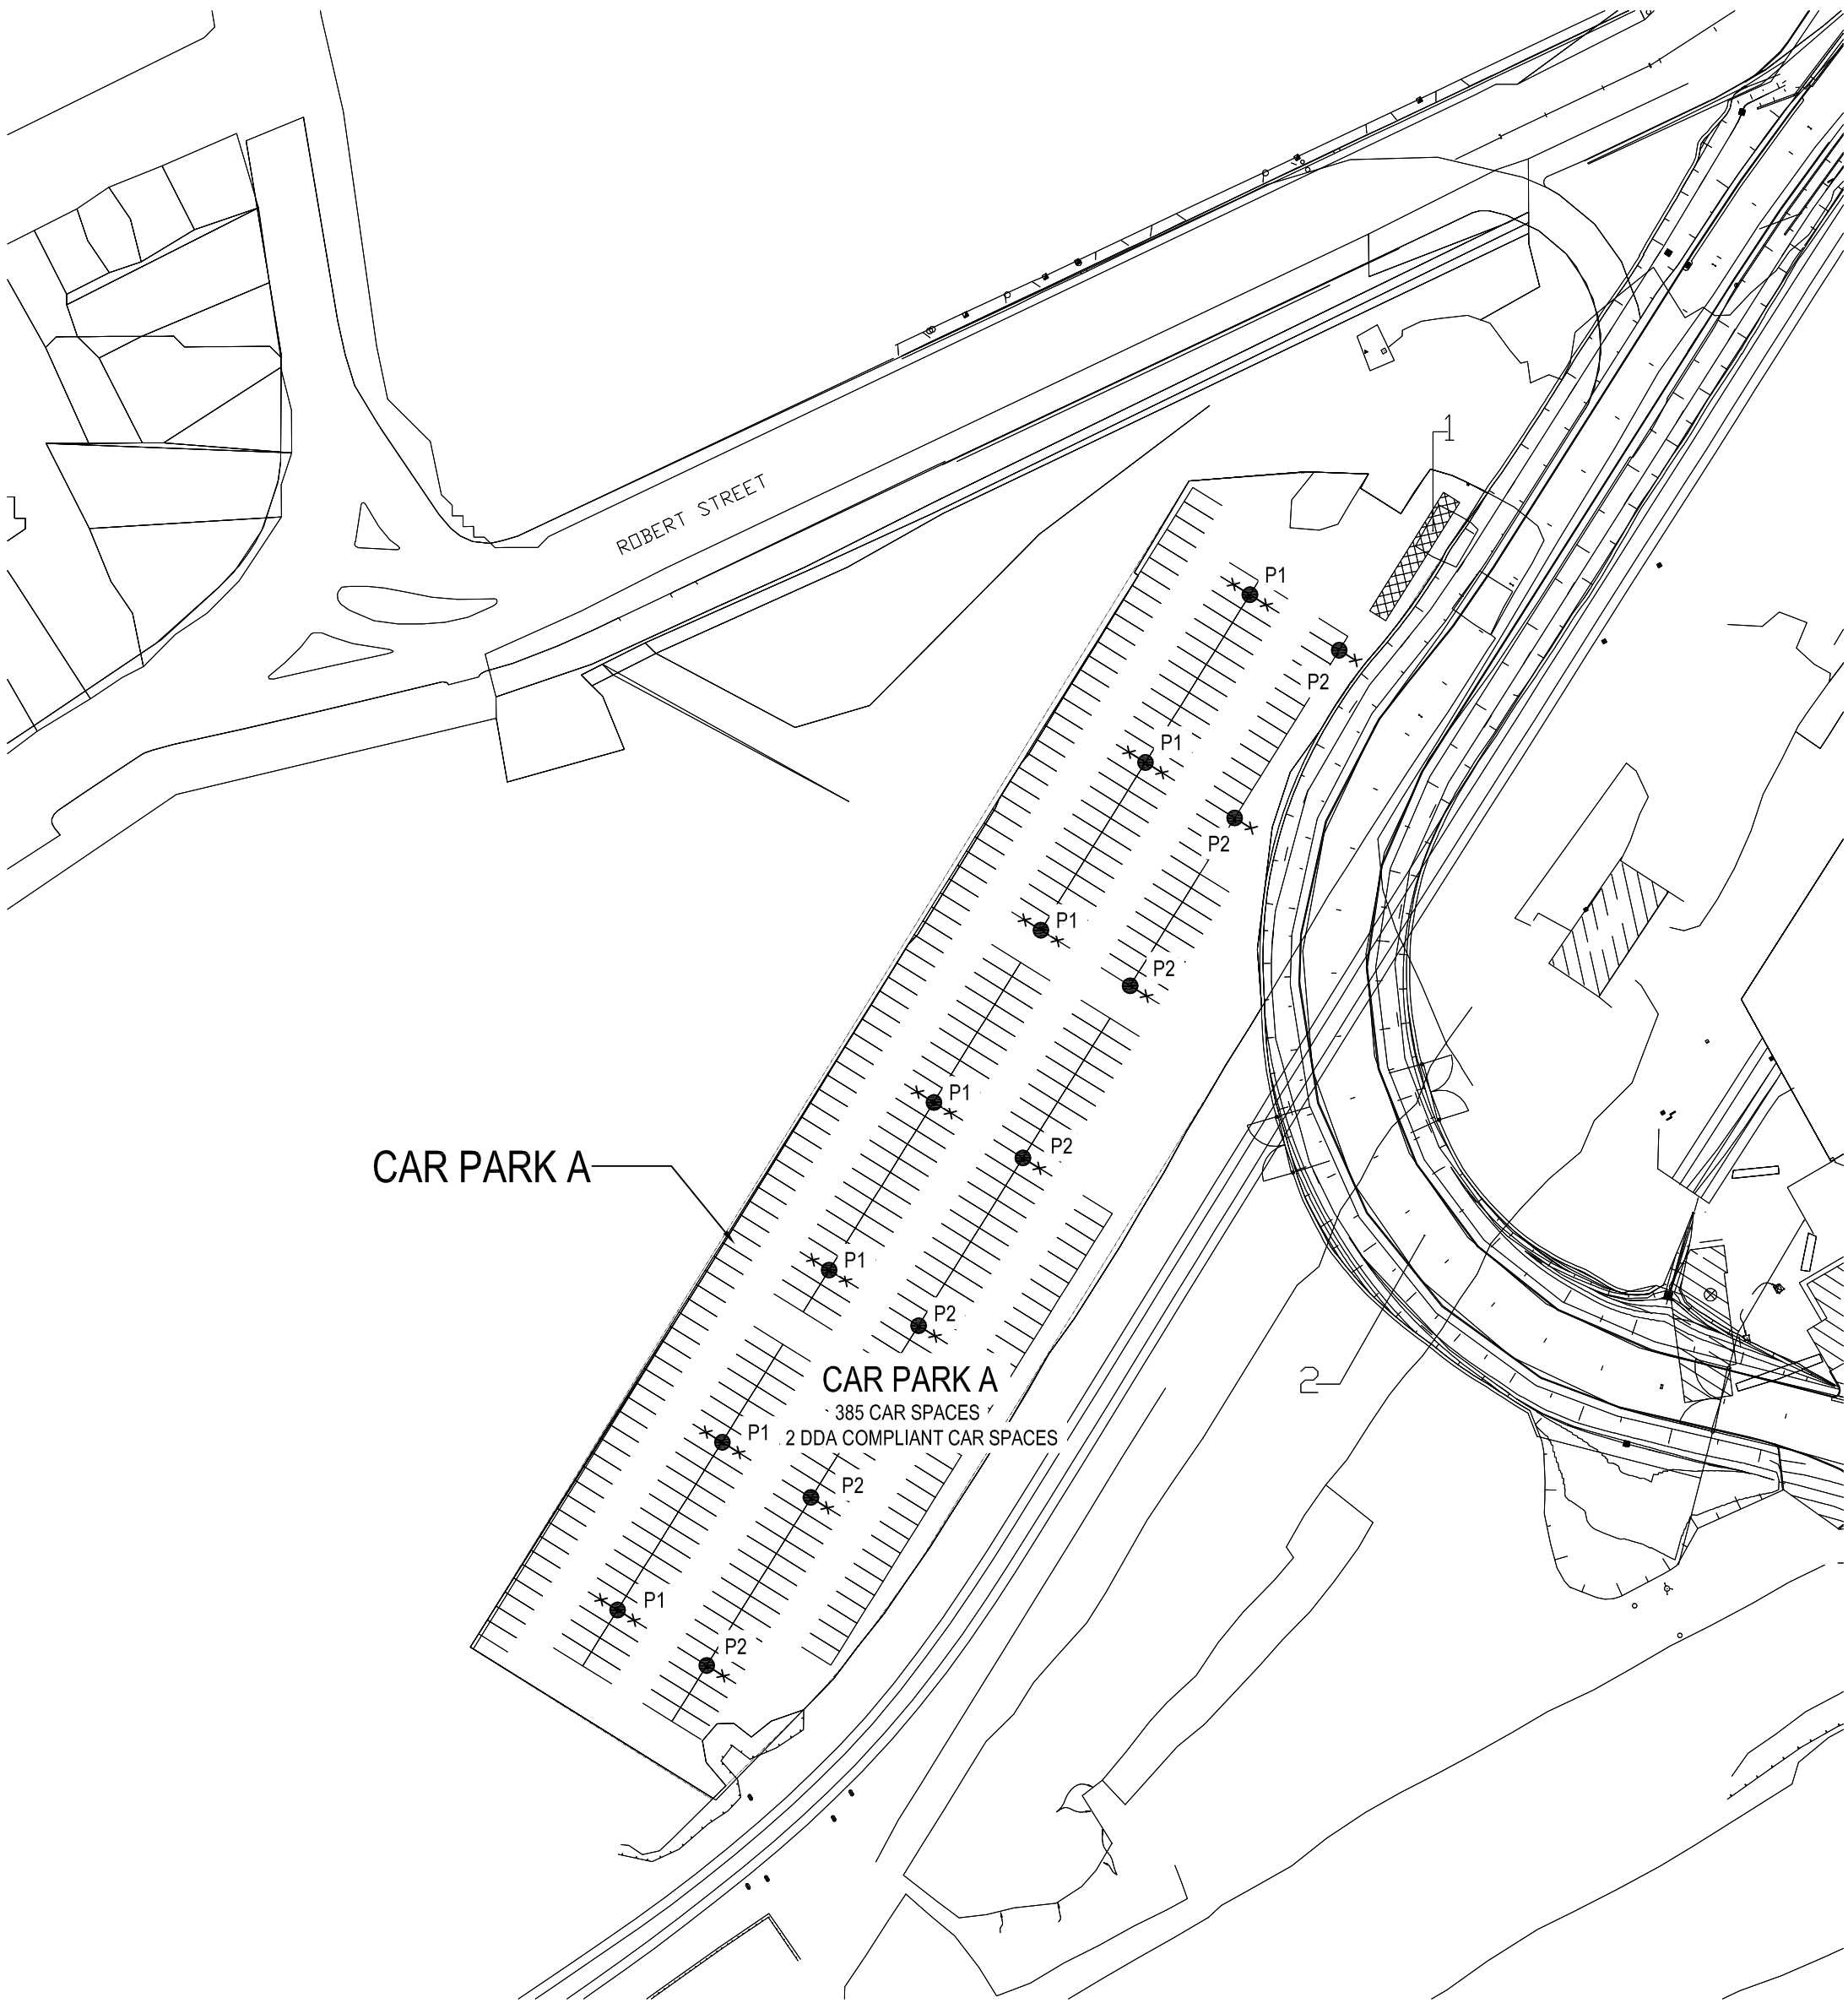 1
ROBERT STREET
P1
P2
P1
P2
P1
P2
P1
P2
CAR PARK A
P1
P2
CAR PARK A
385 CAR SPACES
2 DDA COMPLIANT CAR SPACES
2
P1
P2
P1
P2